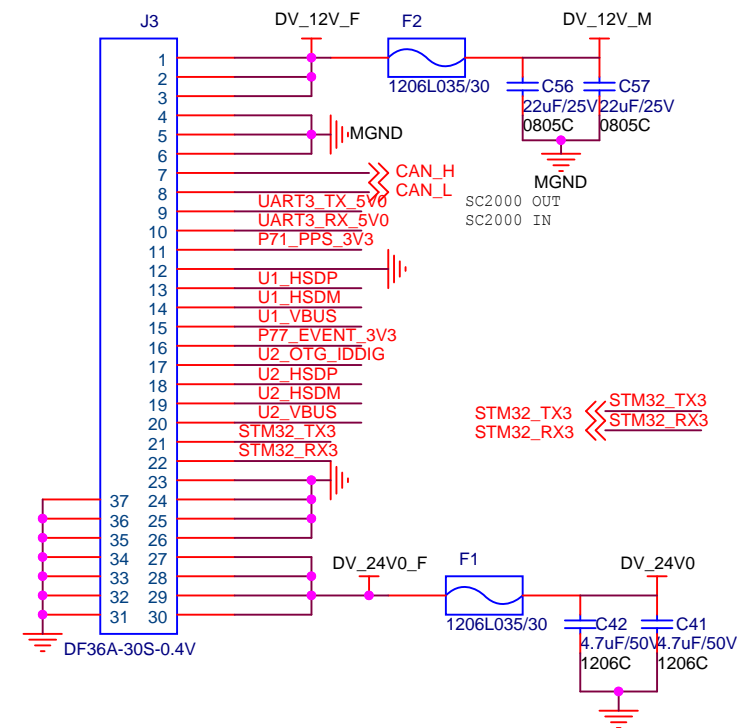 J3
DV_12V_F
F2
DV_12V_M
1
2
3
1206L035/30
C56
C57
22uF/25V
22uF/25V
0805C
0805C
4
5
6
MGND
MGND
7
CAN_H
8
CAN_L
9
UART3_TX_5V0
SC2000 OUT
10
UART3_RX_5V0
SC2000 IN
11
P71_PPS_3V3
12
13
U1_HSDP
14
U1_HSDM
15
U1_VBUS
16
P77_EVENT_3V3
17
U2_OTG_IDDIG
18
U2_HSDP
19
U2_HSDM
20
U2_VBUS
21
STM32_TX3
22
STM32_RX3
STM32_TX3
STM32_TX3
STM32_RX3
STM32_RX3
23
37
24
36
25
35
26
34
27
33
28
32
29
31
30
DF36A-30S-0.4V
DV_24V0_F
F1
DV_24V0
1206L035/30
C42
C41
4.7uF/50V
4.7uF/50V
1206C
1206C